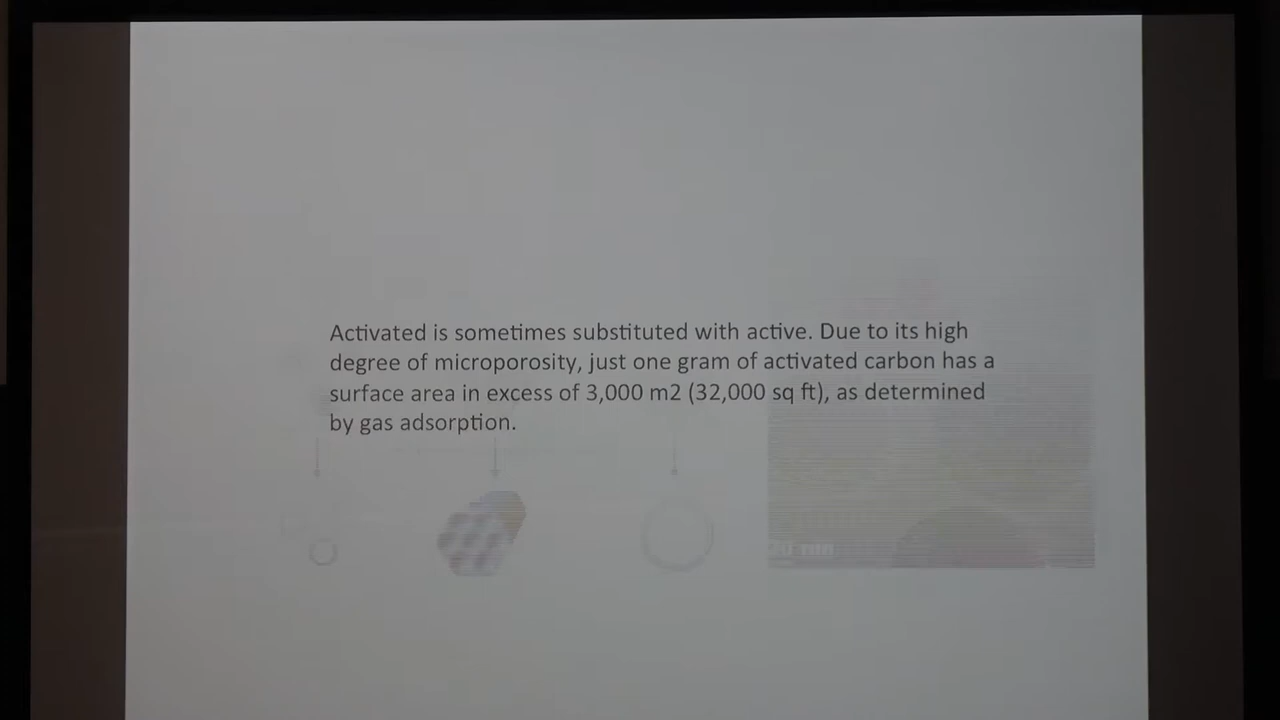 Activated is sometimes substituted with active. Due to its high
degree of microporosity, just one gram of activated carbon has a
surface area in excess of 3,000 m2 (32,000 sq ft), as determined
by gas adsorption.